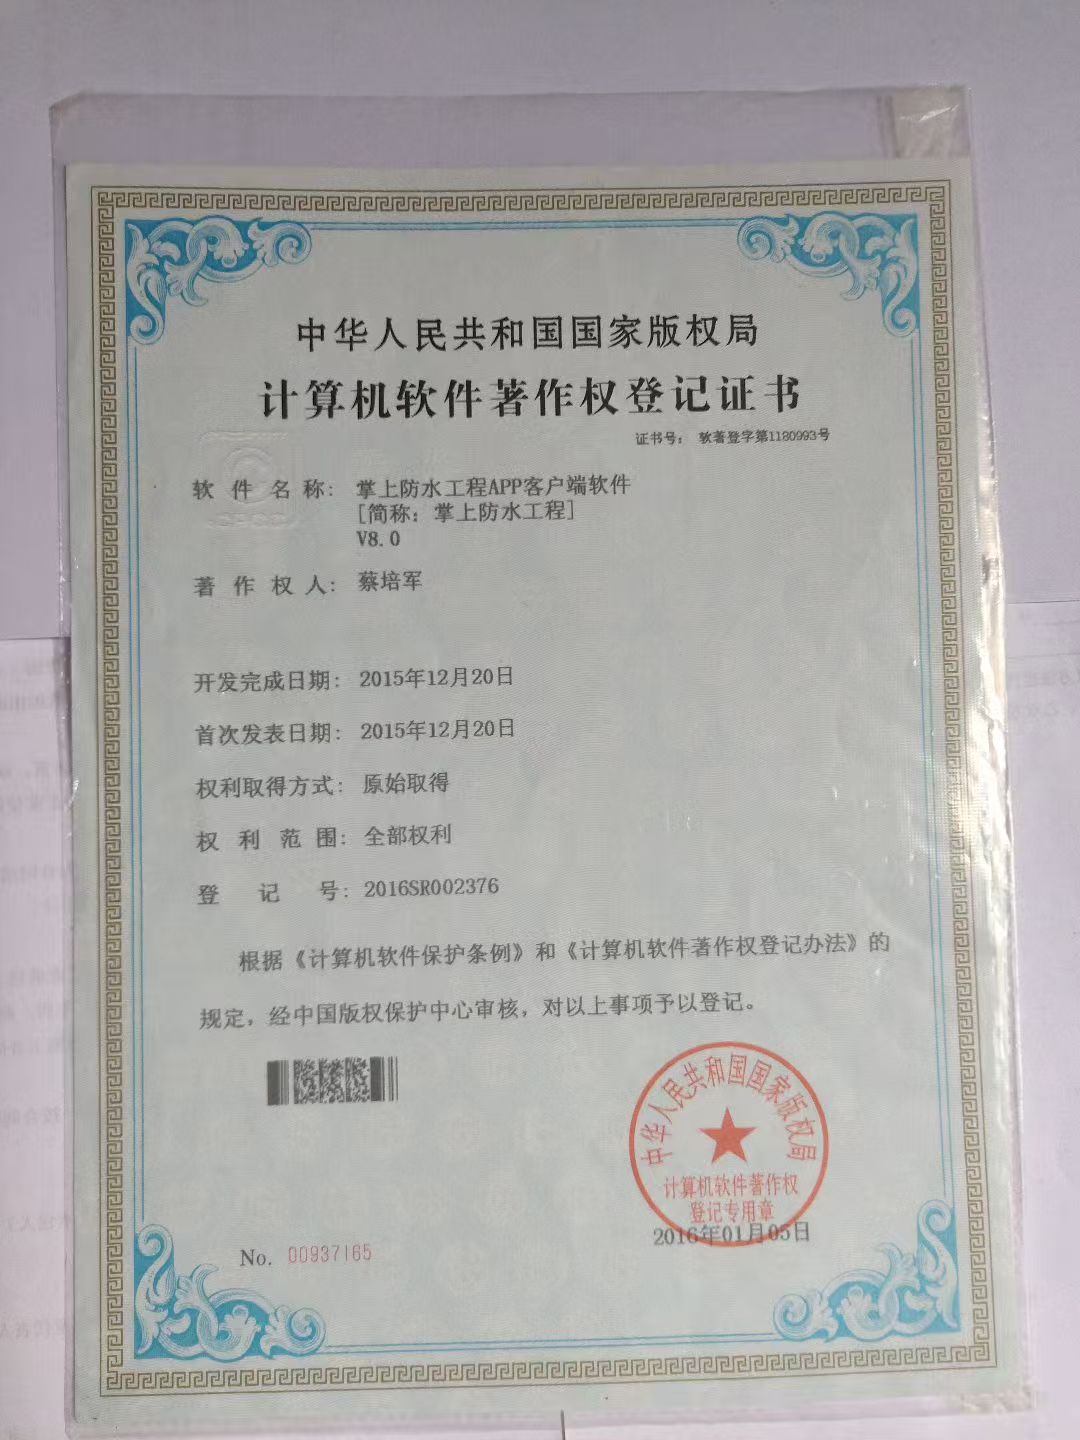 中华人民共和国国家版权局
计算机软件著作权登记证书
证书号： 软著登字第1180993号
软件名称： 掌上防水工程APP客户端软件
[简称：掌上防水工程]
V8.0
著作权人： 蔡培军
开发完成日期： 2015年12月20日
首次发表日期： 2015年12月20日
权利取得方式： 原始取得
权利范围： 全部权利
登记号： 2016SR002376
根据《计算机软件保护条例》和《计算机软件著作权登记办法》的
规定，经中国版权保护中心审核，对以上事项予以登记。
中华人民共和国国家版权局
计算机软件著作权
登记专用章
2016年01月05日
No. 00937165